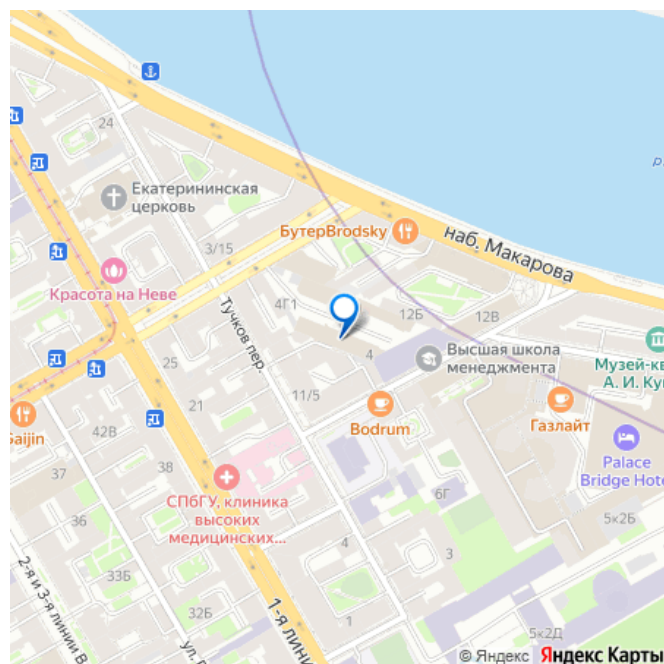 24
Екатерининская
церковь
БутерBrodsky
наб. Макарова
3/15
Красота на Неве
4Г1
12Б
12В
Тучков пер.
25
4
Высшая школа
менеджмента
Музей-кв
А. И. Ку
11/5
21
Bodrum
Газлайт
42В
37
38
Palace
Bridge Hote
СПбГУ, клиника
высоких
медицинских...
6Г
5к2Б
36
4
3
33Б
2-я и 3-я линии В
32Б
1-я лини
5к2Д
© Яндекс Яндекс Карты